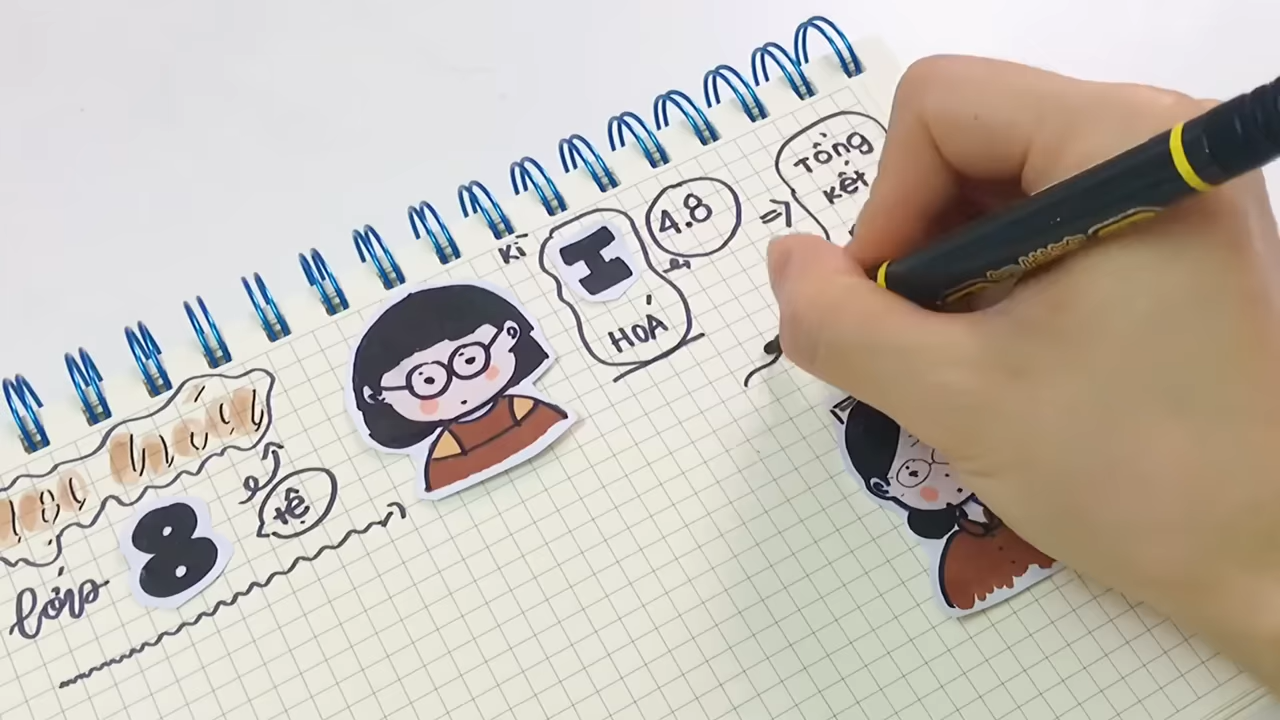 lớp 8
tệ
Kì I
HOÁ
4.8
=>
Tổng
kết